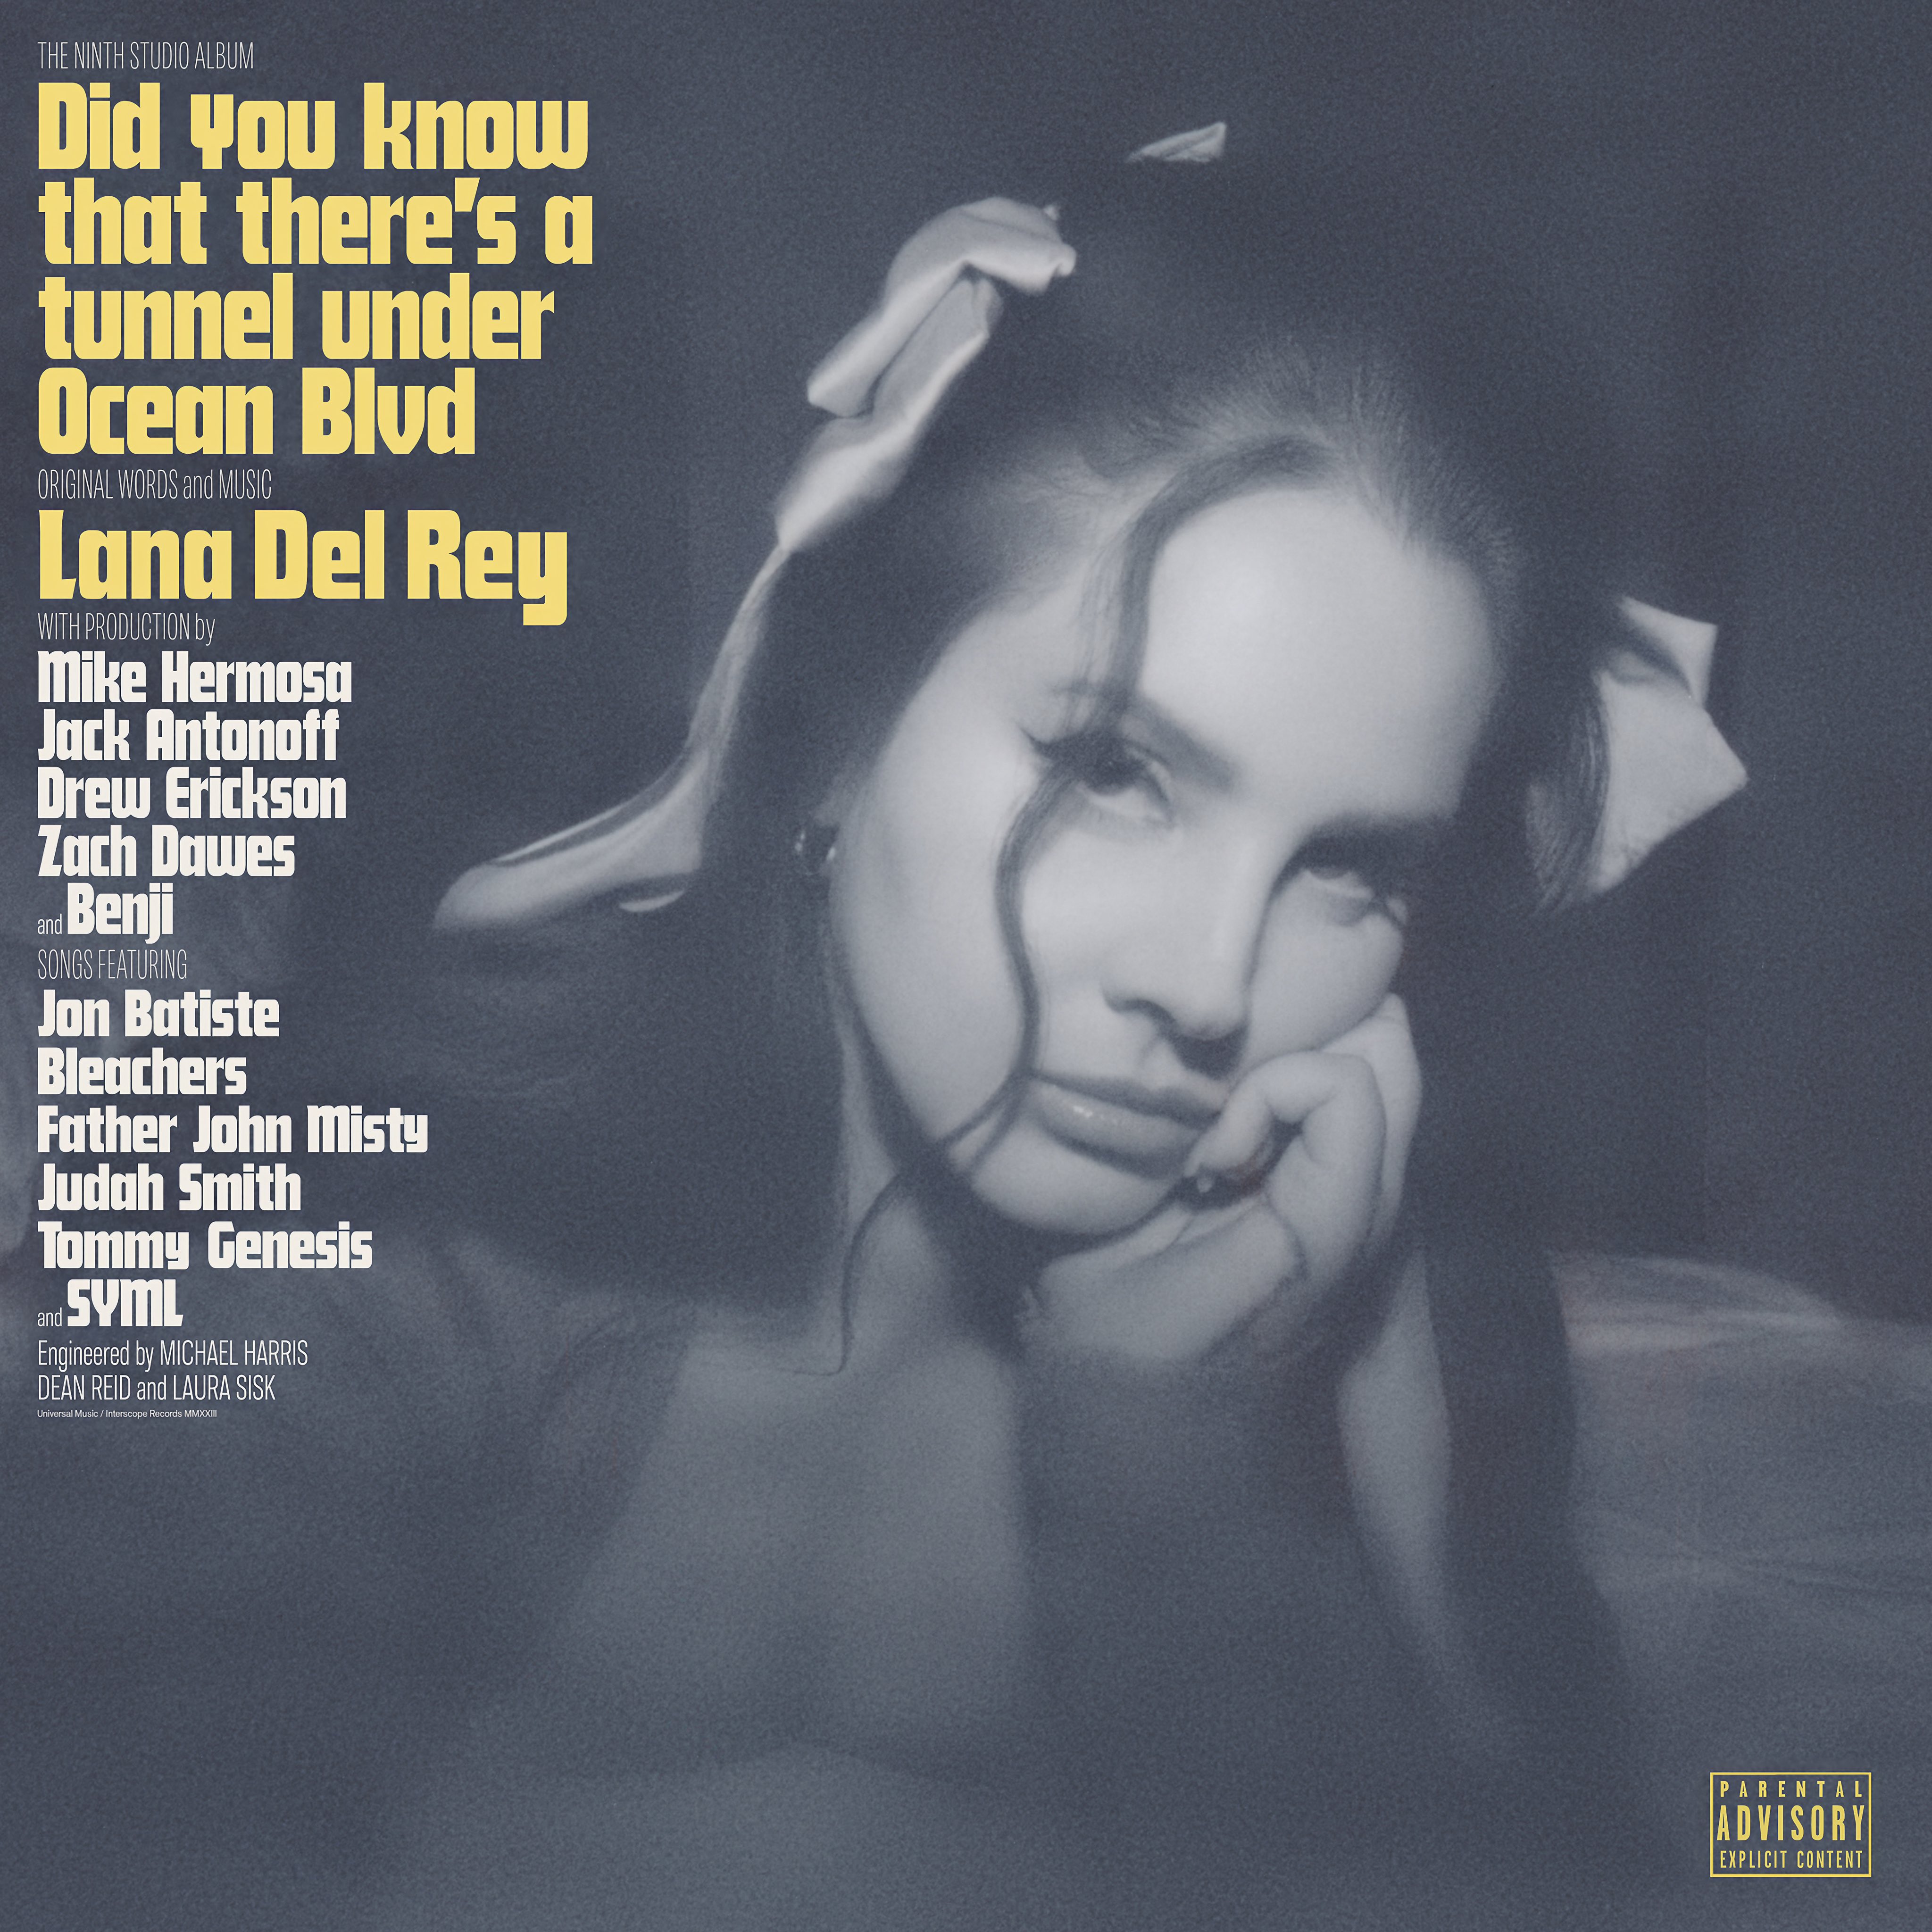 THE NINTH STUDIO ALBUM
Did you know
that there's a
tunnel under
Ocean Blvd
ORIGINAL WORDS and MUSIC
Lana Del Rey
WITH PRODUCTION by
Mike Hermosa
Jack Antonoff
Drew Erickson
Zach Dawes
and Benji
SONGS FEATURING
Jon Batiste
Bleachers
Father John Misty
Judah Smith
Tommy Genesis
and SYML
Engineered by MICHAEL HARRIS
DEAN REID and LAURA SISK
Universal Music / Interscope Records MMXXIII
PARENTAL
ADVISORY
EXPLICIT CONTENT